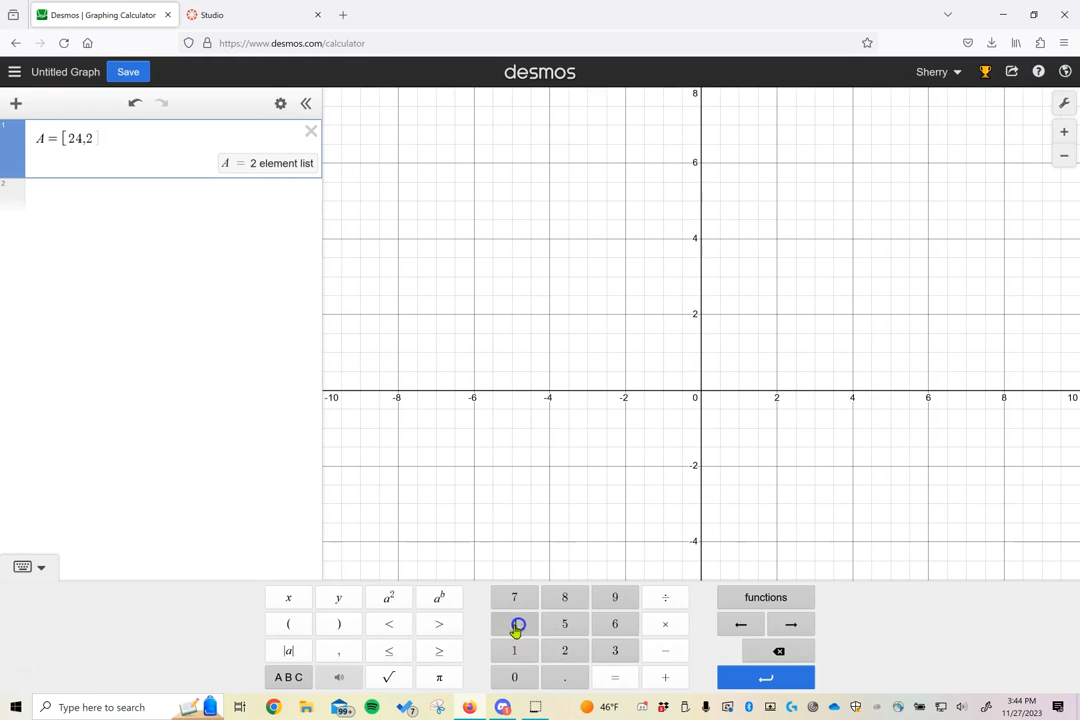 Desmos | Graphing Calculator
Studio
https://www.desmos.com/calculator
Untitled Graph
Save
desmos
Sherry
1
A = [24,2]
A = 2 element list
2
8
6
4
2
-10 -8 -6 -4 -2 0 2 4 6 8 10
-2
-4
x y a² aᵇ 7 8 9 ÷ functions
( ) < > 5 6 × ← →
|a| , ≤ ≥ 1 2 3 −
A B C √ π 0 . = +
Type here to search
99+
7
1
46°F
3:44 PM
11/27/2023